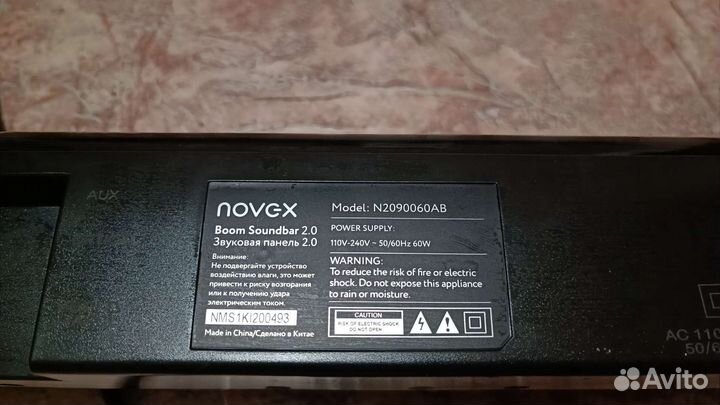 AUX
novex
Model: N2090060AB
Boom Soundbar 2.0
Звуковая панель 2.0
POWER SUPPLY:
110V-240V ~ 50/60Hz 60W
Внимание:
Не подвергайте устройство
воздействию влаги, это может
привести к риску возгорания
или к получению удара
электрическим током.
WARNING:
To reduce the risk of fire or electric
shock. Do not expose this appliance
to rain or moisture.
NMS1KI200493
Made in China/Сделано в Китае
CAUTION
RISK OF ELECTRIC SHOCK
DO NOT OPEN
AC 110
50/6
Avito